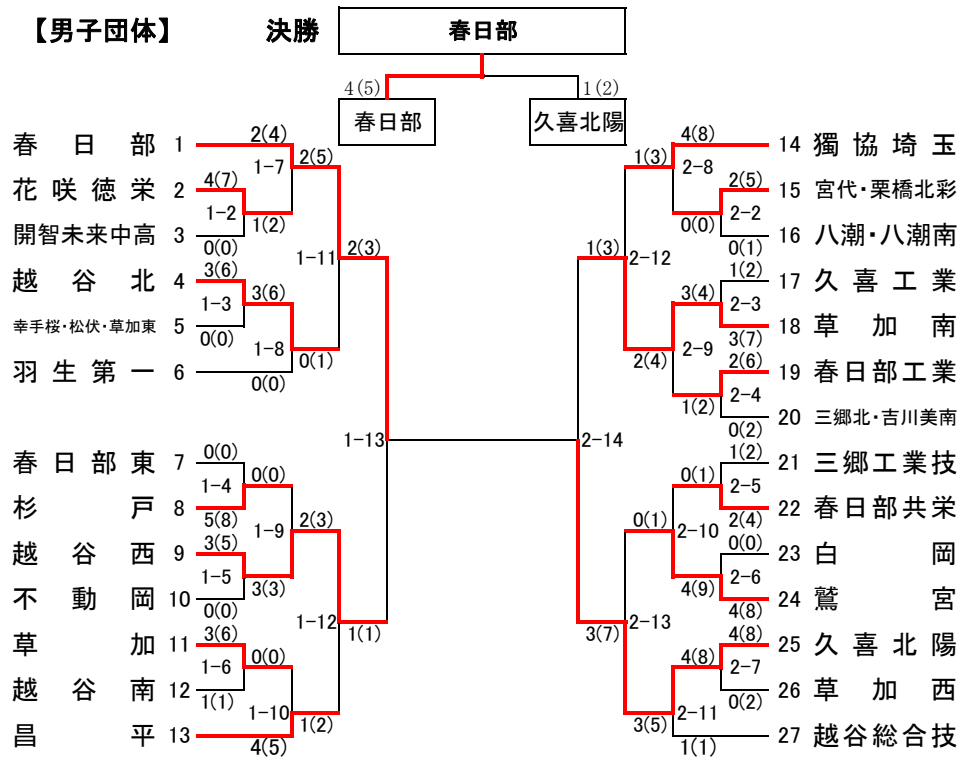 【男子団体】 決勝 春日部
4(5) 1(2)
春日部 久喜北陽
春日部 1 2(4)
1-7 2(5)
花咲徳栄 2 4(7)
1-2 1(2)
開智未来中高 3 0(0)
1-11 2(3)
越谷北 4 3(6)
1-3 3(6)
幸手桜・松伏・草加東 5 0(0)
1-8 0(1)
羽生第一 6 0(0)
1-13
春日部東 7 0(0)
1-4 0(0)
杉戸 8 5(8)
1-9 2(3)
越谷西 9 3(5)
1-5 3(3)
不動岡 10 0(0)
1-12 1(1)
草加 11 3(6)
1-6 0(0)
越谷南 12 1(1)
1-10 1(2)
昌平 13 4(5)
4(8) 14 獨協埼玉
1(3) 2-8
2(5) 15 宮代・栗橋北彩
0(0) 2-2
0(1) 16 八潮・八潮南
1(3) 2-12
1(2) 17 久喜工業
3(4) 2-3
3(7) 18 草加南
2(4) 2-9
2(6) 19 春日部工業
1(2) 2-4
0(2) 20 三郷北・吉川美南
2-14
1(2) 21 三郷工業技
0(1) 2-5
2(4) 22 春日部共栄
0(1) 2-10
0(0) 23 白岡
4(9) 2-6
4(8) 24 鷲宮
3(7) 2-13
4(8) 25 久喜北陽
4(8) 2-7
0(2) 26 草加西
3(5) 2-11
1(1) 27 越谷総合技